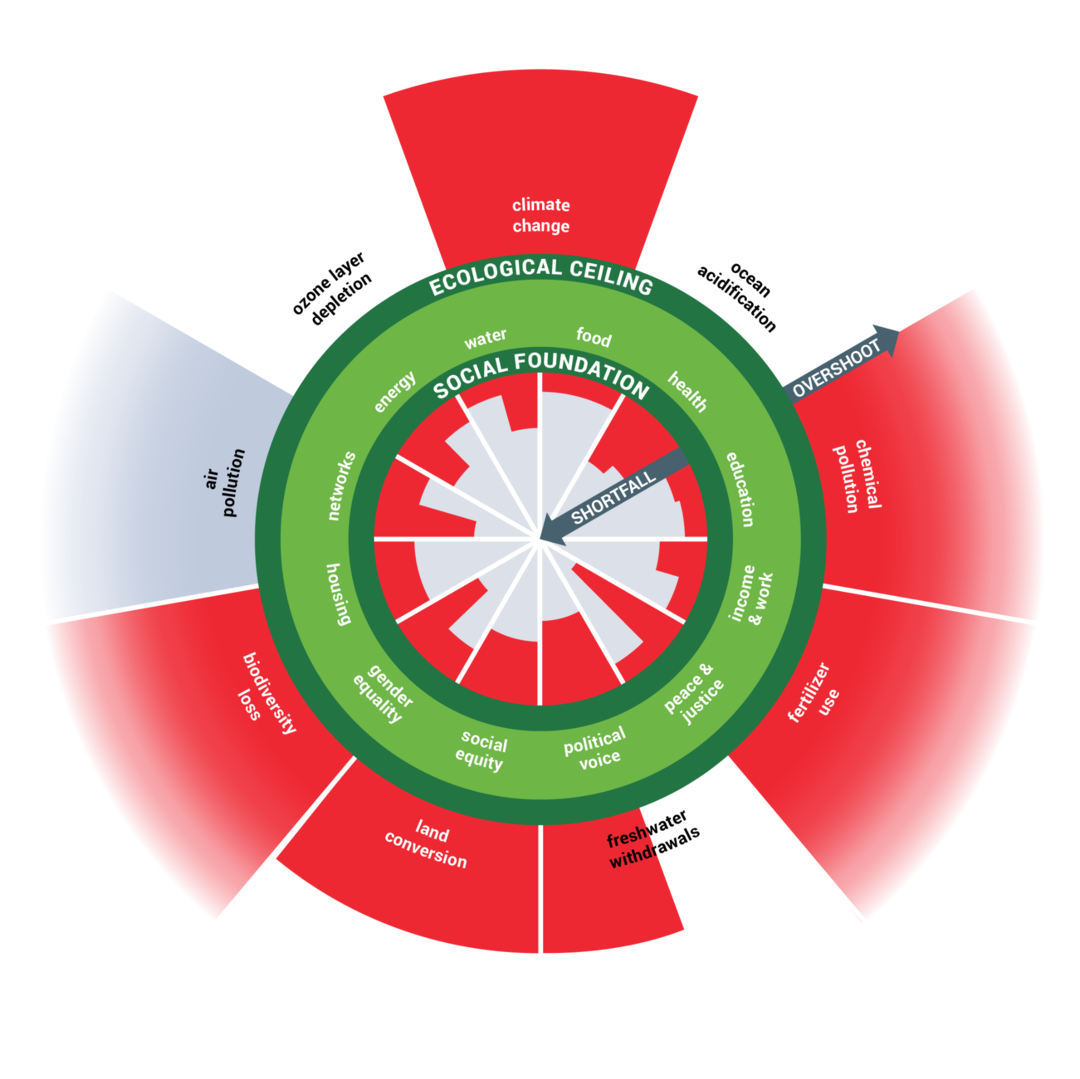 climate
change
ozone layer
depletion
ECOLOGICAL CEILING
ocean
acidification
water
food
SOCIAL FOUNDATION
energy
health
OVERSHOOT
networks
education
SHORTFALL
air
pollution
chemical
pollution
housing
income
& work
biodiversity
loss
gender
equality
peace &
justice
fertilizer
use
social
equity
political
voice
land
conversion
freshwater
withdrawals